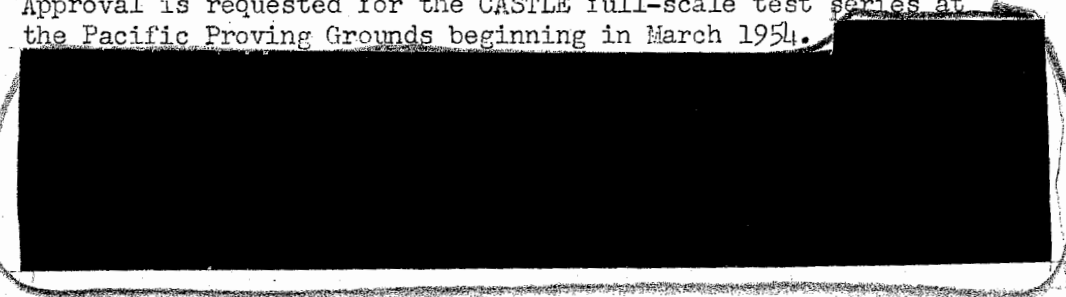 Approval is requested for the CASTLE full-scale test series at
the Pacific Proving Grounds beginning in March 1954.